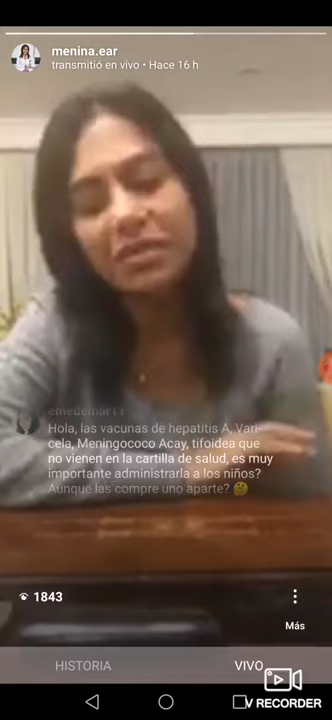 menina.ear
transmitió en vivo • Hace 16 h
emedemar11
Hola, las vacunas de hepatitis A, Vari-
cela, Meningococo Acay, tifoidea que
no vienen en la cartilla de salud, es muy
importante administrarla a los niños?
Aunque las compre uno aparte? 🤔
1843
Más
HISTORIA
VIVO
V RECORDER